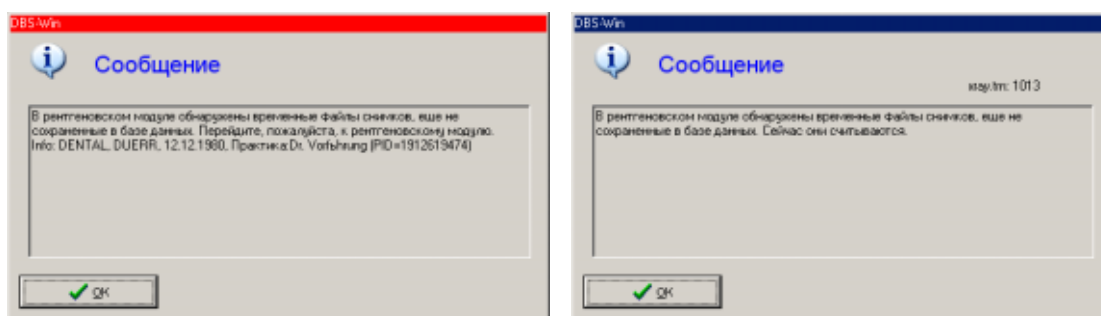 DBS-Win
Сообщение
В рентгеновском модуле обнаружены временные файлы снимков, еше не
сохраненные в базе данных. Перейдите, пожалуйста, к рентгеновскому модулю.
Info: DENTAL, DUERR, 12.12.1980, Практика:Dr. Vorführung (PID=1912619474)
OK
DBS-Win
Сообщение
xray.tm: 1013
В рентгеновском модуле обнаружены временные файлы снимков, еше не
сохраненные в базе данных. Сейчас они считываются.
OK